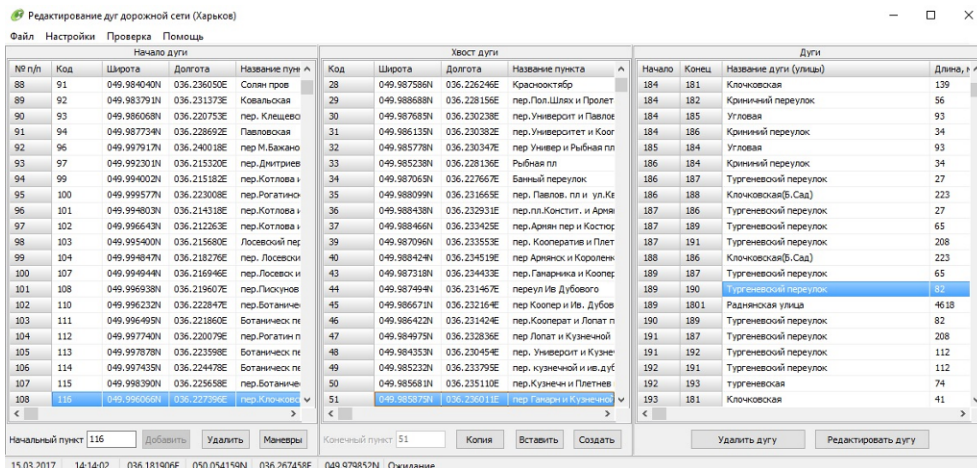 Редактирование дуг дорожной сети (Харьков)
Файл Настройки Проверка Помощь
Начало дуги Хвост дуги Дуги
№ п/п Код Широта Долгота Название пун Код Широта Долгота Название пункта Начало Конец Название дуги (улицы) Длина, м
88 91 049.984040N 036.236050E Солян пров 28 049.987586N 036.226246E Краснооктябр 184 181 Клочковская 139
89 92 049.983791N 036.231373E Ковальская 29 049.988688N 036.228156E пер.Пол.Шлях и Пролет 184 182 Криничний переулок 56
90 93 049.986068N 036.220753E пер. Клещевс 30 049.987685N 036.230238E пер.Университ и Павлов 184 185 Угловая 93
91 94 049.987734N 036.228692E Павловская 31 049.986135N 036.230382E пер.Университет и Кооп 184 186 Крининий переулок 34
92 96 049.997917N 036.240018E пер М.Бажано 32 049.985778N 036.230347E пер Универ и Рыбная пл 185 184 Угловая 93
93 97 049.992301N 036.215320E пер.Дмитриев 33 049.985238N 036.228136E Рыбная пл 186 184 Крининий переулок 34
94 99 049.994002N 036.215182E пер.Котлова и 34 049.987065N 036.227667E Банный переулок 186 187 Тургеневский переулок 27
95 100 049.999577N 036.223008E пер.Рогатинс 35 049.988099N 036.231665E пер. Павлов. пл и ул.Кв 186 188 Клочковская(Б.Сад) 223
96 101 049.994803N 036.214318E пер.Котлова и 36 049.988438N 036.232931E пер.пл.Констит. и Армя 187 186 Тургеневский переулок 27
97 102 049.996643N 036.212263E пер.Котлова и 37 049.988466N 036.233425E пер.Армян пер и Костюр 187 189 Тургеневский переулок 65
98 103 049.995400N 036.215680E Лосевский пер 39 049.987096N 036.233553E пер. Кооператив и Плет 187 191 Тургеневский переулок 208
99 104 049.994847N 036.218276E пер. Лосевски 40 049.988424N 036.234519E пер Армянск и Короленк 188 186 Клочковская(Б.Сад) 223
100 107 049.994944N 036.216946E пер.Лосевск и 43 049.987318N 036.234433E пер.Гамарника и Коопер 189 187 Тургеневский переулок 65
101 108 049.996938N 036.219607E пер.Пискунов 44 049.987494N 036.231467E переул Ив Дубового 189 190 Тургеневский переулок 82
102 110 049.996232N 036.222847E пер.Ботаниче 45 049.986671N 036.232164E пер Коопер и Ив. Дубов 189 1801 Раднянская улица 4618
103 111 049.996495N 036.221860E Ботаническ пе 46 049.986422N 036.231424E пер.Кооперат и Лопат п 190 189 Тургеневский переулок 82
104 112 049.997740N 036.220079E пер.Рогатин п 47 049.984975N 036.232836E пер Лопат и Кузнечной 191 187 Тургеневский переулок 208
105 113 049.997878N 036.223598E Ботаническ пе 48 049.984353N 036.230454E пер. Университ и Кузне 191 192 Тургеневский переулок 112
106 114 049.997435N 036.224478E Ботаническ пе 49 049.985232N 036.233795E пер. кузнечной и ив.дуб 192 191 Тургеневский переулок 112
107 115 049.998390N 036.225658E пер.Ботаниче 50 049.985681N 036.235110E пер.Кузнечн и Плетнев 192 193 тургеневская 74
108 116 049.996066N 036.227396E пер.Клочковс 51 049.985875N 036.236011E пер Гамарн и Кузнечной 193 181 Клочковская 41
Начальный пункт 116 Добавить Удалить Маневры Конечный пункт 51 Копия Вставить Создать Удалить дугу Редактировать дугу
15.03.2017 14:14:02 036.181906E 050.054159N 036.267458E 049.979852N Ожидание